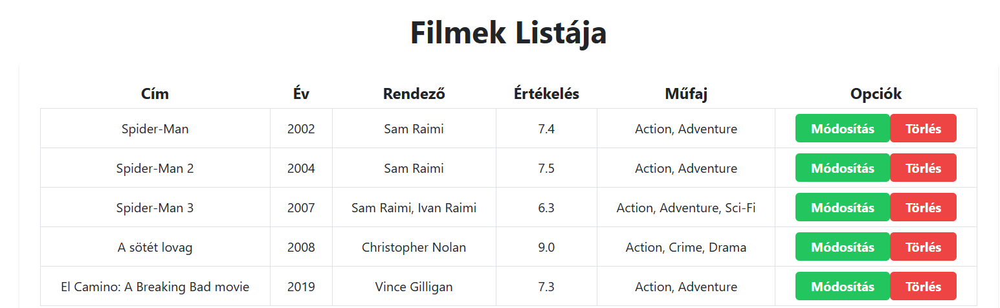 Filmek Listája
Cím Év Rendező Értékelés Műfaj Opciók
Spider-Man 2002 Sam Raimi 7.4 Action, Adventure Módosítás Törlés
Spider-Man 2 2004 Sam Raimi 7.5 Action, Adventure Módosítás Törlés
Spider-Man 3 2007 Sam Raimi, Ivan Raimi 6.3 Action, Adventure, Sci-Fi Módosítás Törlés
A sötét lovag 2008 Christopher Nolan 9.0 Action, Crime, Drama Módosítás Törlés
El Camino: A Breaking Bad movie 2019 Vince Gilligan 7.3 Action, Adventure Módosítás Törlés